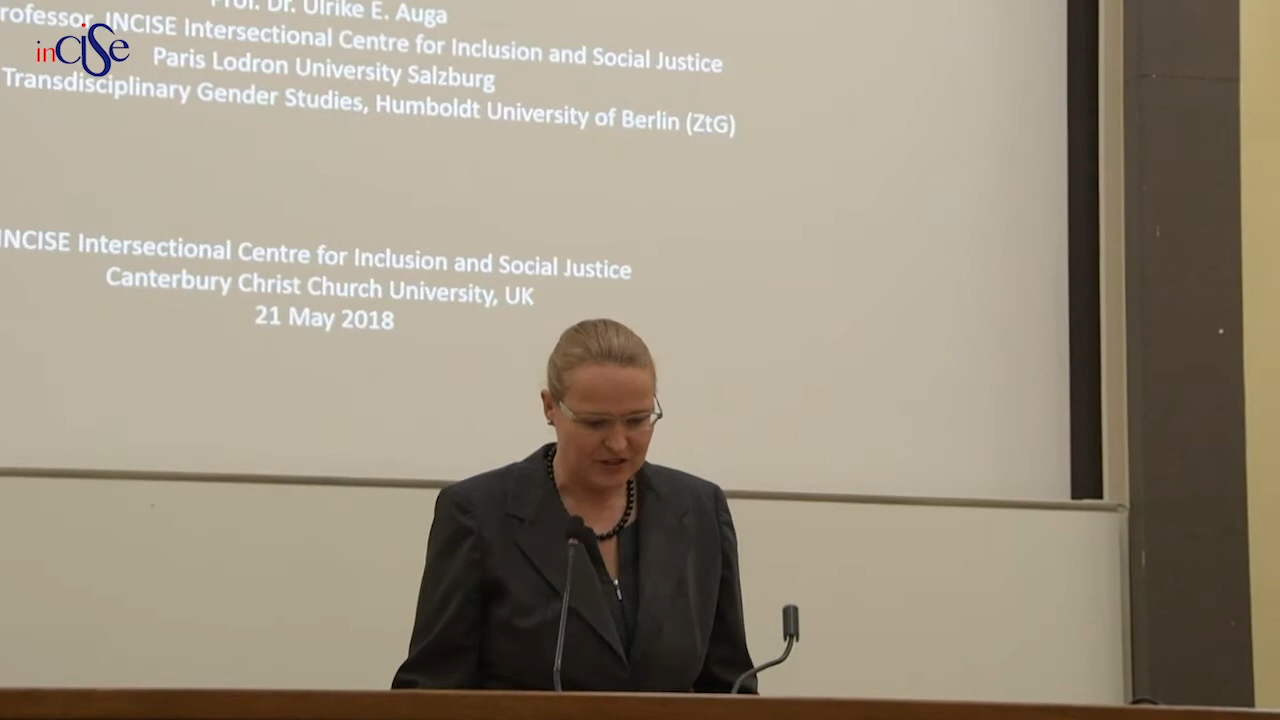 Prof. Dr. Ulrike E. Auga
rofessor, INCISE Intersectional Centre for Inclusion and Social Justice
inCiSe
Paris Lodron University Salzburg
Transdisciplinary Gender Studies, Humboldt University of Berlin (ZtG)
INCISE Intersectional Centre for Inclusion and Social Justice
Canterbury Christ Church University, UK
21 May 2018